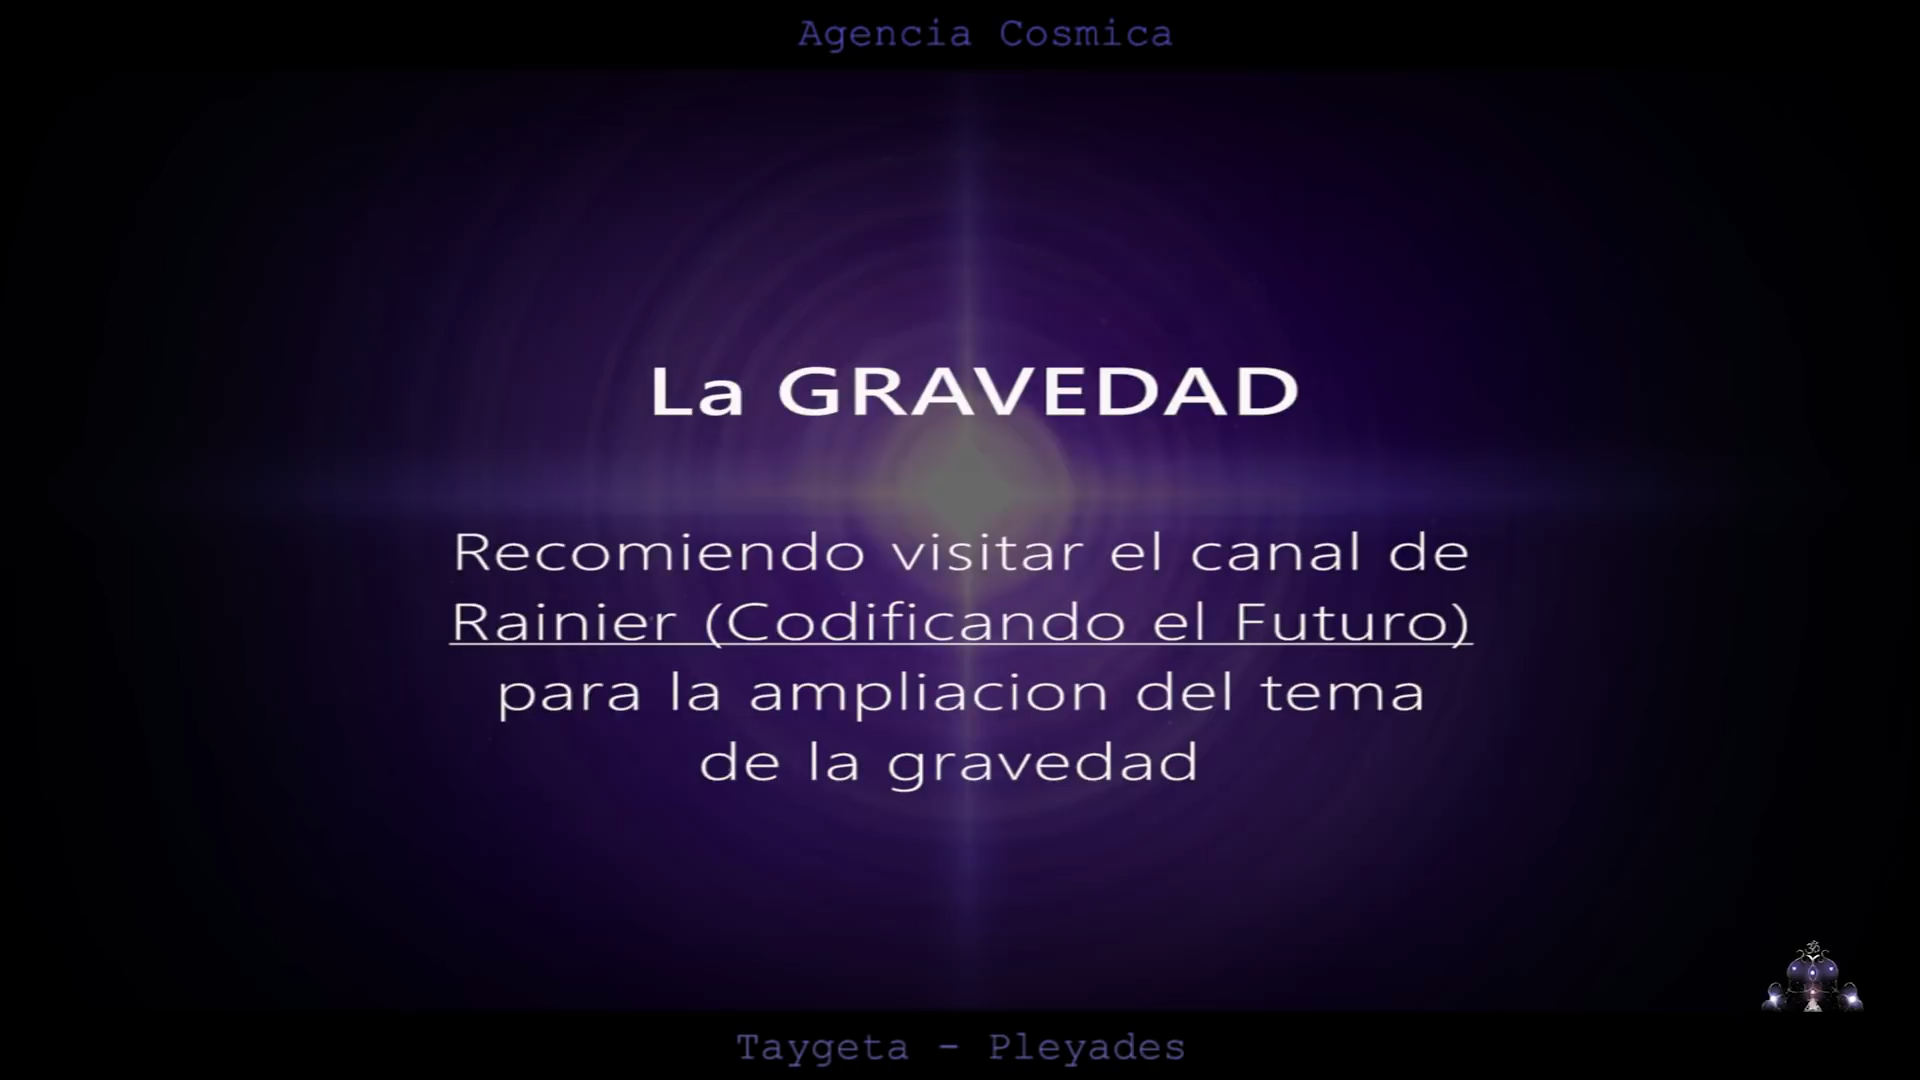 Agencia Cosmica
La GRAVEDAD
Recomiendo visitar el canal de
Rainier (Codificando el Futuro)
para la ampliacion del tema
de la gravedad
ॐ
Taygeta - Pleyades